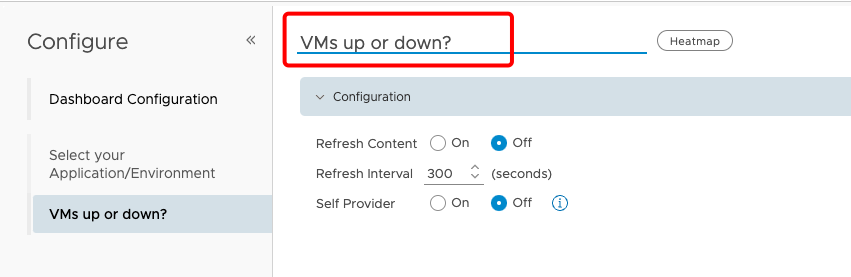 Configure «
Dashboard Configuration
Select your
Application/Environment
VMs up or down?
VMs up or down? Heatmap
Configuration
Refresh Content On Off
Refresh Interval 300 (seconds)
Self Provider On Off